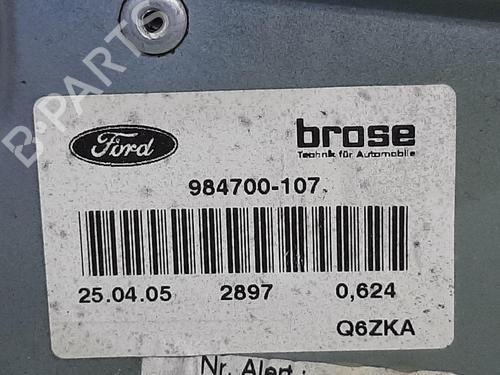 B-PARTS
Ford
brose
Technik für Automobile
984700-107
25.04.05 2897 0,624
Q6ZKA
Nr. Alert :